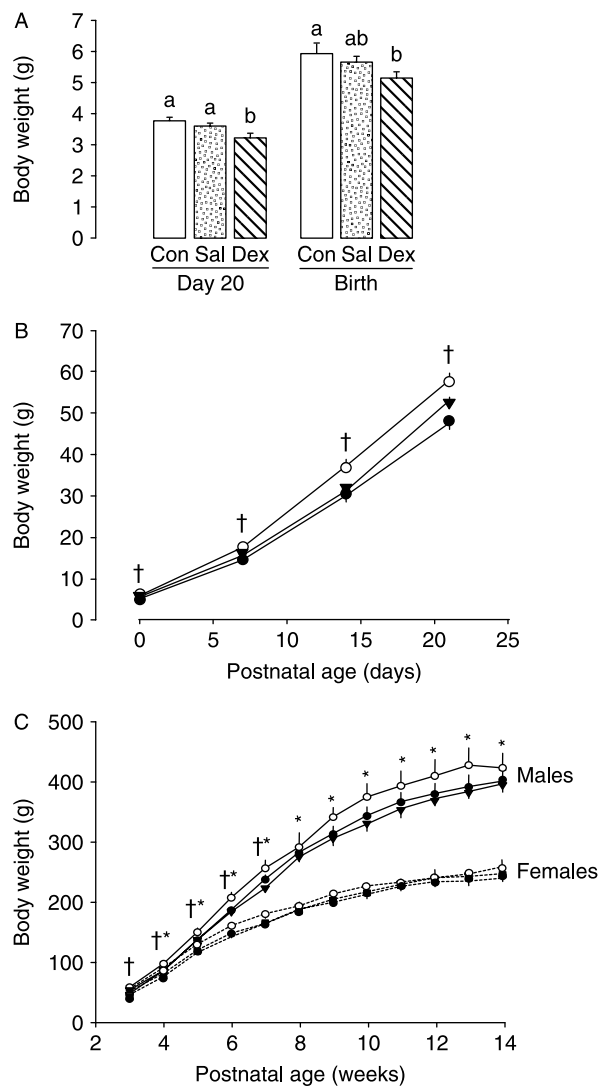 A
Body weight (g)
7
6
5
4
3
2
1
0
a
a
b
a
ab
b
Con Sal Dex
Con Sal Dex
Day 20
Birth
B
Body weight (g)
70
60
50
40
30
20
10
0
†
†
†
†
0 5 10 15 20 25
Postnatal age (days)
C
Body weight (g)
500
400
300
200
100
0
† †* †* †* †* * * * * * * *
Males
Females
2 4 6 8 10 12 14
Postnatal age (weeks)